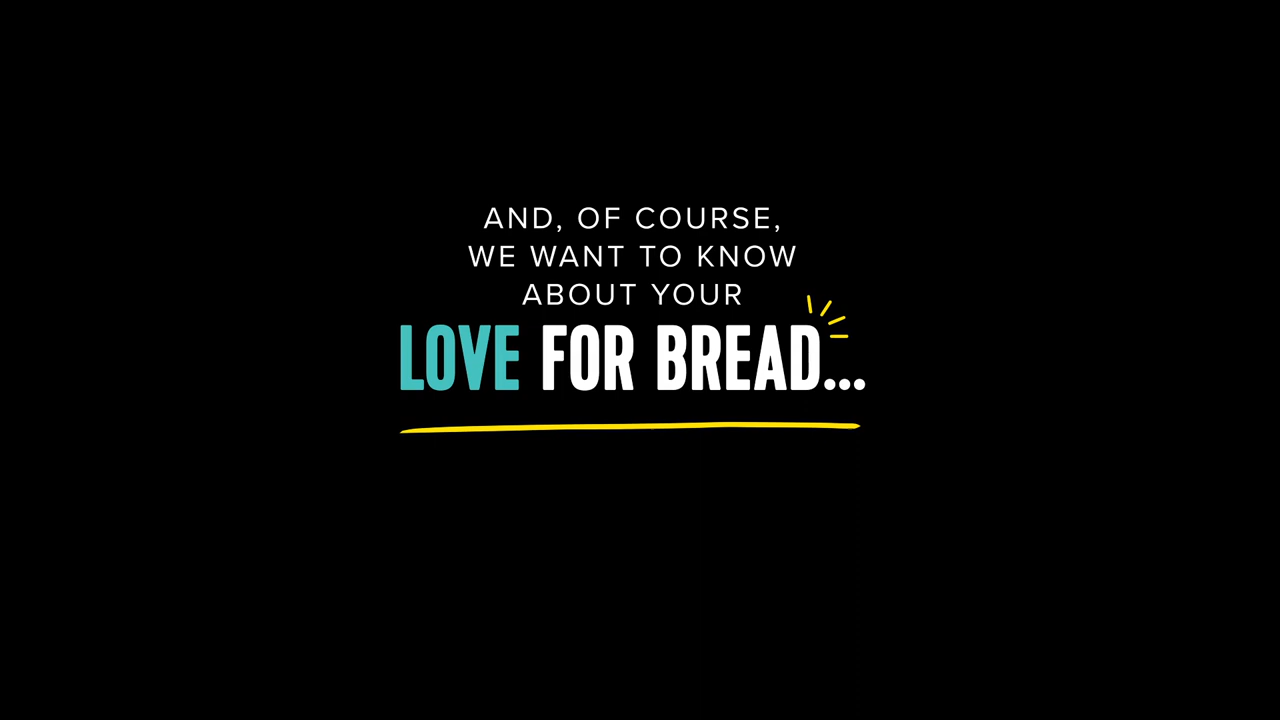 AND, OF COURSE,
WE WANT TO KNOW
ABOUT YOUR
LOVE FOR BREAD...